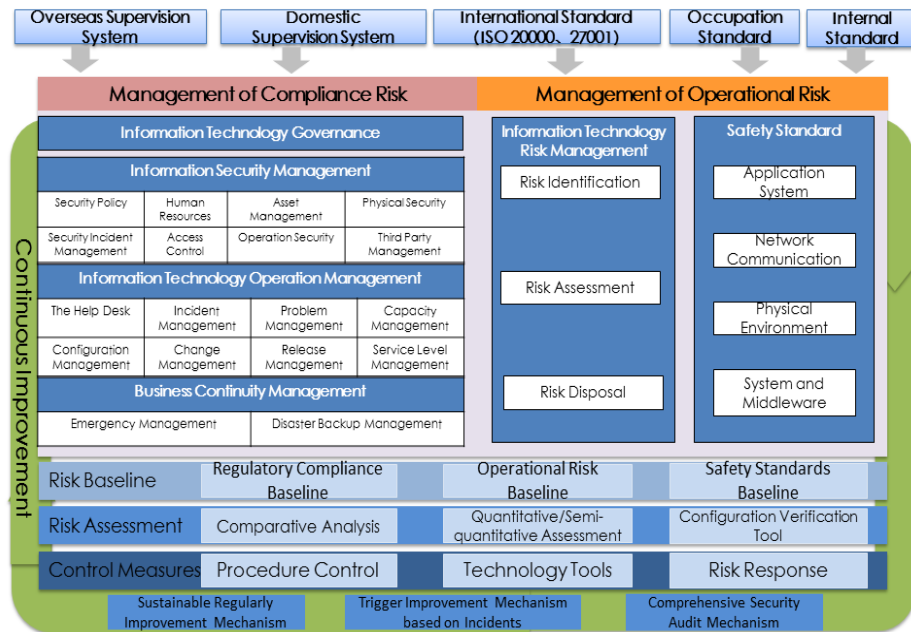 Overseas Supervision
System
Domestic
Supervision System
International Standard
(ISO 20000、27001)
Occupation
Standard
Internal
Standard
Management of Compliance Risk
Management of Operational Risk
Continuous Improvement
Information Technology Governance
Information Security Management
Security Policy
Human
Resources
Asset
Management
Physical Security
Security Incident
Management
Access
Control
Operation Security
Third Party
Management
Information Technology Operation Management
The Help Desk
Incident
Management
Problem
Management
Capacity
Management
Configuration
Management
Change
Management
Release
Management
Service Level
Management
Business Continuity Management
Emergency Management
Disaster Backup Management
Information Technology
Risk Management
Risk Identification
Risk Assessment
Risk Disposal
Safety Standard
Application
System
Network
Communication
Physical
Environment
System and
Middleware
Risk Baseline
Regulatory Compliance
Baseline
Operational Risk
Baseline
Safety Standards
Baseline
Risk Assessment
Comparative Analysis
Quantitative/Semi-
quantitative Assessment
Configuration Verification
Tool
Control Measures
Procedure Control
Technology Tools
Risk Response
Sustainable Regularly
Improvement Mechanism
Trigger Improvement Mechanism
based on Incidents
Comprehensive Security
Audit Mechanism